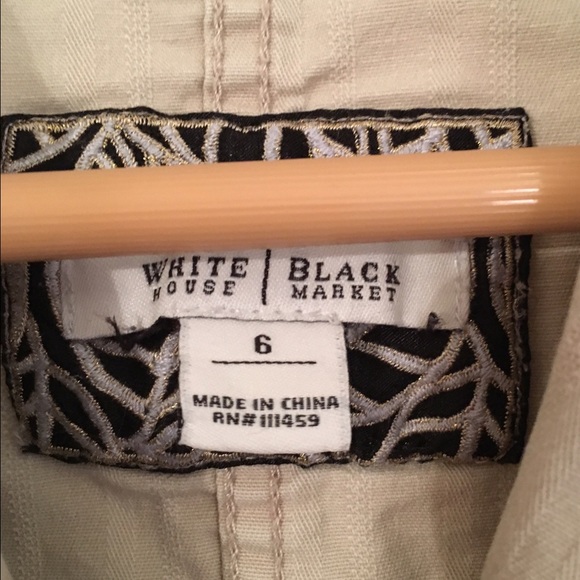 WHITE | BLACK
HOUSE MARKET
6
MADE IN CHINA
RN# 111459